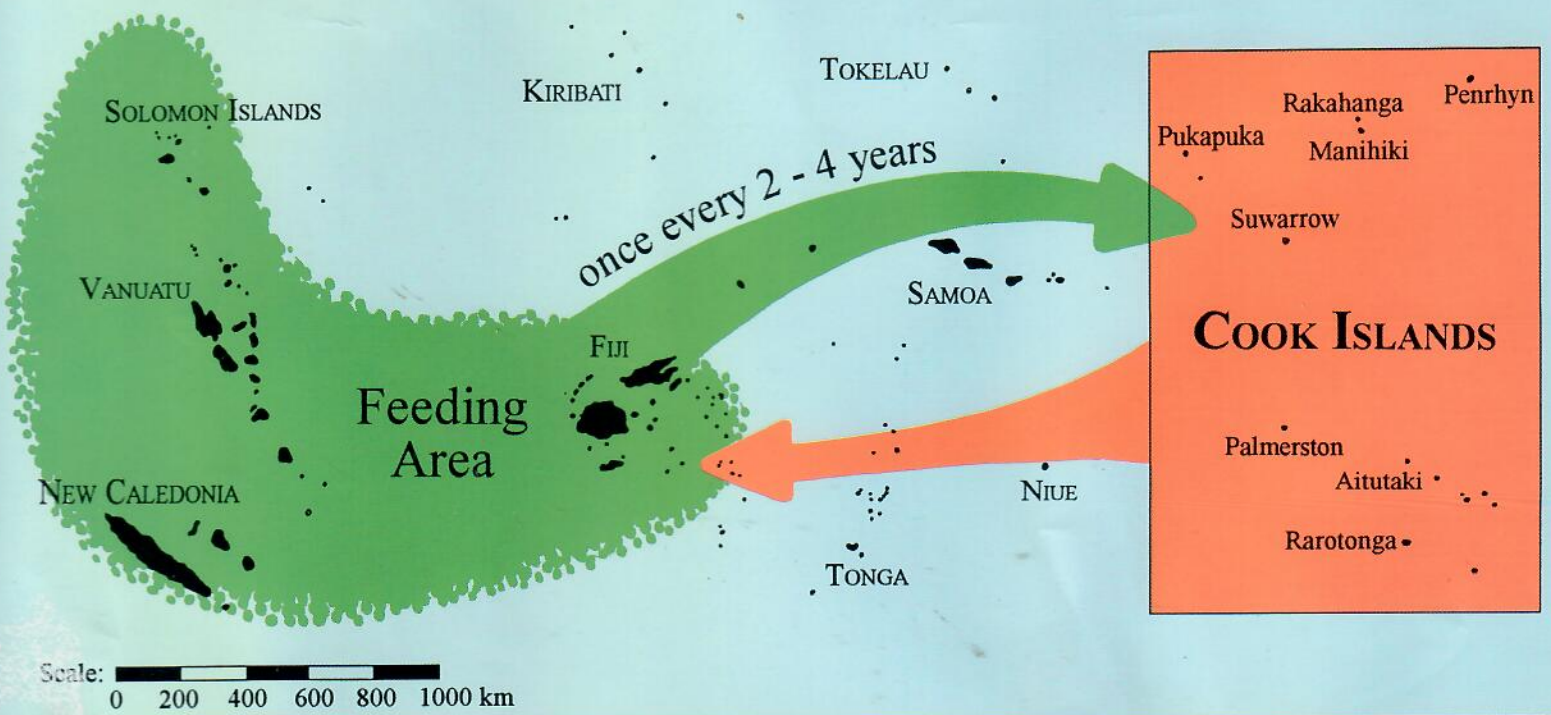 SOLOMON ISLANDS
KIRIBATI
TOKELAU
Penrhyn
Rakahanga
Pukapuka
Manihiki
once every 2 - 4 years
Suwarrow
VANUATU
SAMOA
COOK ISLANDS
FIJI
Feeding
Area
Palmerston
Aitutaki
NEW CALEDONIA
NIUE
Rarotonga
TONGA
Scale:
0 200 400 600 800 1000 km